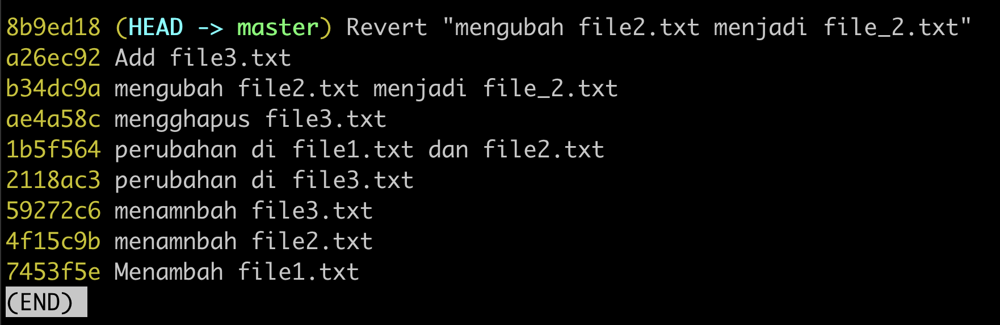 8b9ed18 (HEAD -> master) Revert "mengubah file2.txt menjadi file_2.txt"
a26ec92 Add file3.txt
b34dc9a mengubah file2.txt menjadi file_2.txt
ae4a58c mengghapus file3.txt
1b5f564 perubahan di file1.txt dan file2.txt
2118ac3 perubahan di file3.txt
59272c6 menamnbah file3.txt
4f15c9b menamnbah file2.txt
7453f5e Menambah file1.txt
(END)